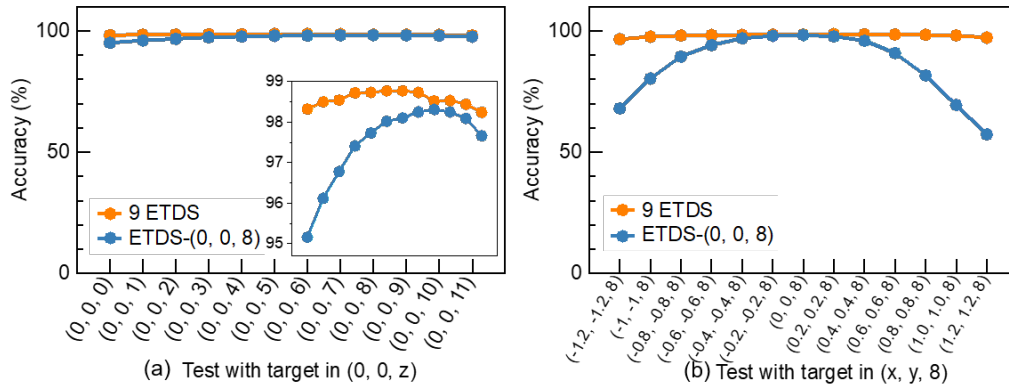 100
50
0
Accuracy (%)
99
98
97
96
95
9 ETDS
ETDS-(0, 0, 8)
(0, 0, 0)
(0, 0, 1)
(0, 0, 2)
(0, 0, 3)
(0, 0, 4)
(0, 0, 5)
(0, 0, 6)
(0, 0, 7)
(0, 0, 8)
(0, 0, 9)
(0, 0, 10)
(0, 0, 11)
(a) Test with target in (0, 0, z)
100
50
0
Accuracy (%)
9 ETDS
ETDS-(0, 0, 8)
(-1.2, -1.2, 8)
(-1, -1, 8)
(-0.8, -0.8, 8)
(-0.6, -0.6, 8)
(-0.4, -0.4, 8)
(-0.2, -0.2, 8)
(0, 0, 8)
(0.2, 0.2, 8)
(0.4, 0.4, 8)
(0.6, 0.6, 8)
(0.8, 0.8, 8)
(1.0, 1.0, 8)
(1.2, 1.2, 8)
(b) Test with target in (x, y, 8)